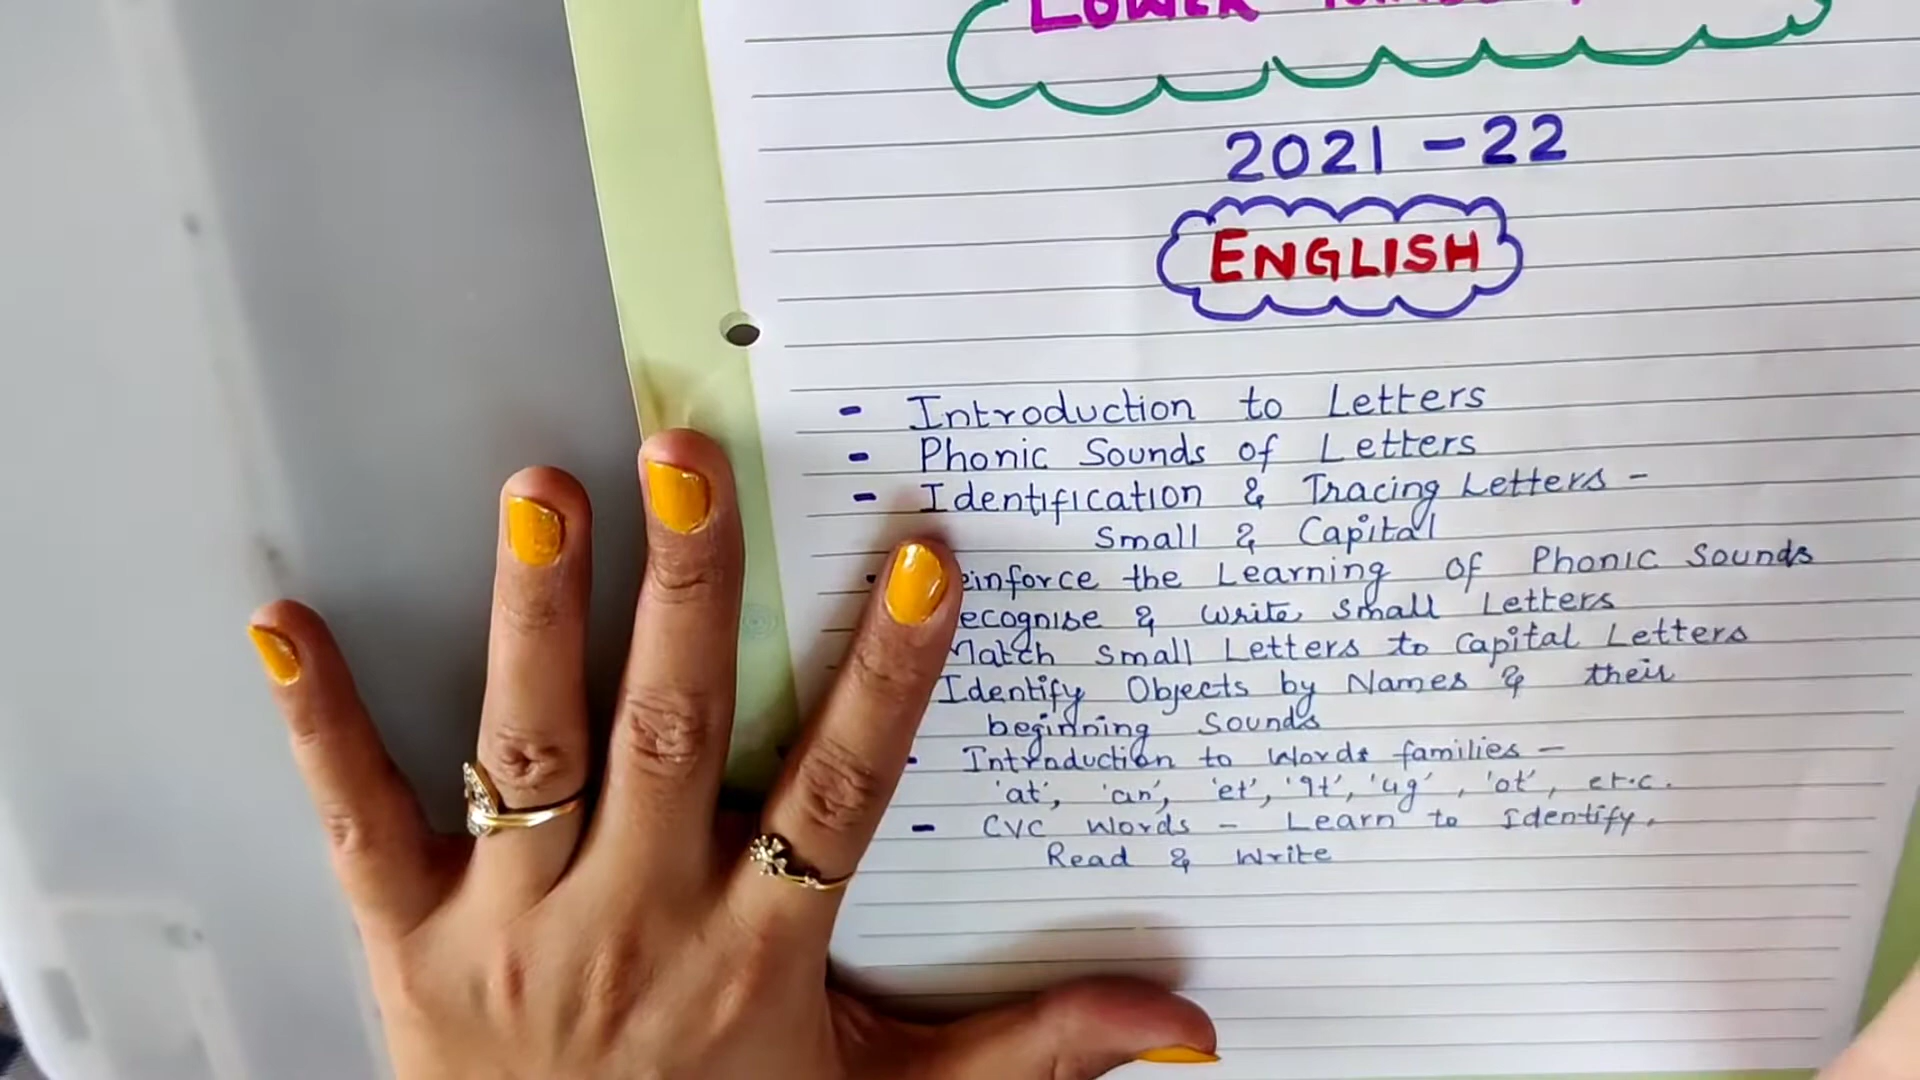 LOWER
2021-22
ENGLISH
- Introduction to Letters
- Phonic Sounds of Letters
- Identification & Tracing Letters -
Small & Capital
einforce the Learning of Phonic Sounds
ecognise & write small Letters
Match small Letters to Capital Letters
Identify Objects by Names & their
beginning Sounds
- Introduction to Words families -
'at', 'an', 'et', 'it', 'ug', 'ot', etc.
- CVC Words - Learn to Identify,
Read & Write